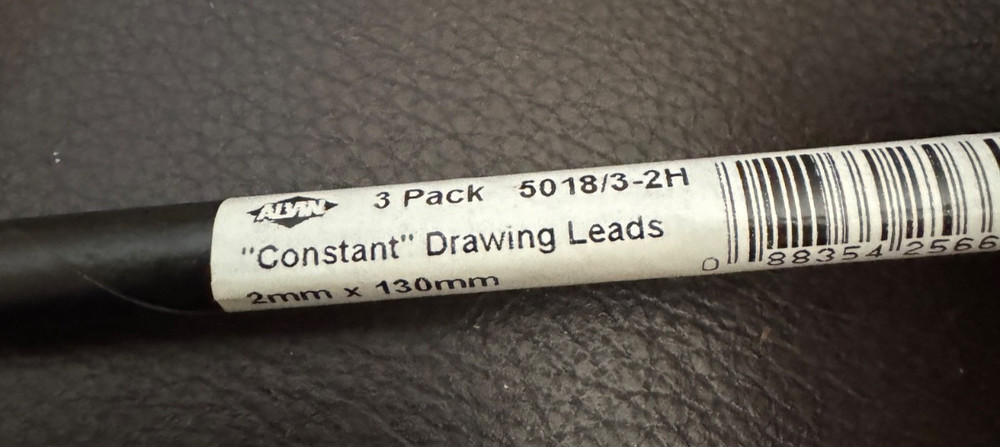 ALVIN 3 Pack 5018/3-2H
"Constant" Drawing Leads
2mm x 130mm
0 88354 2566